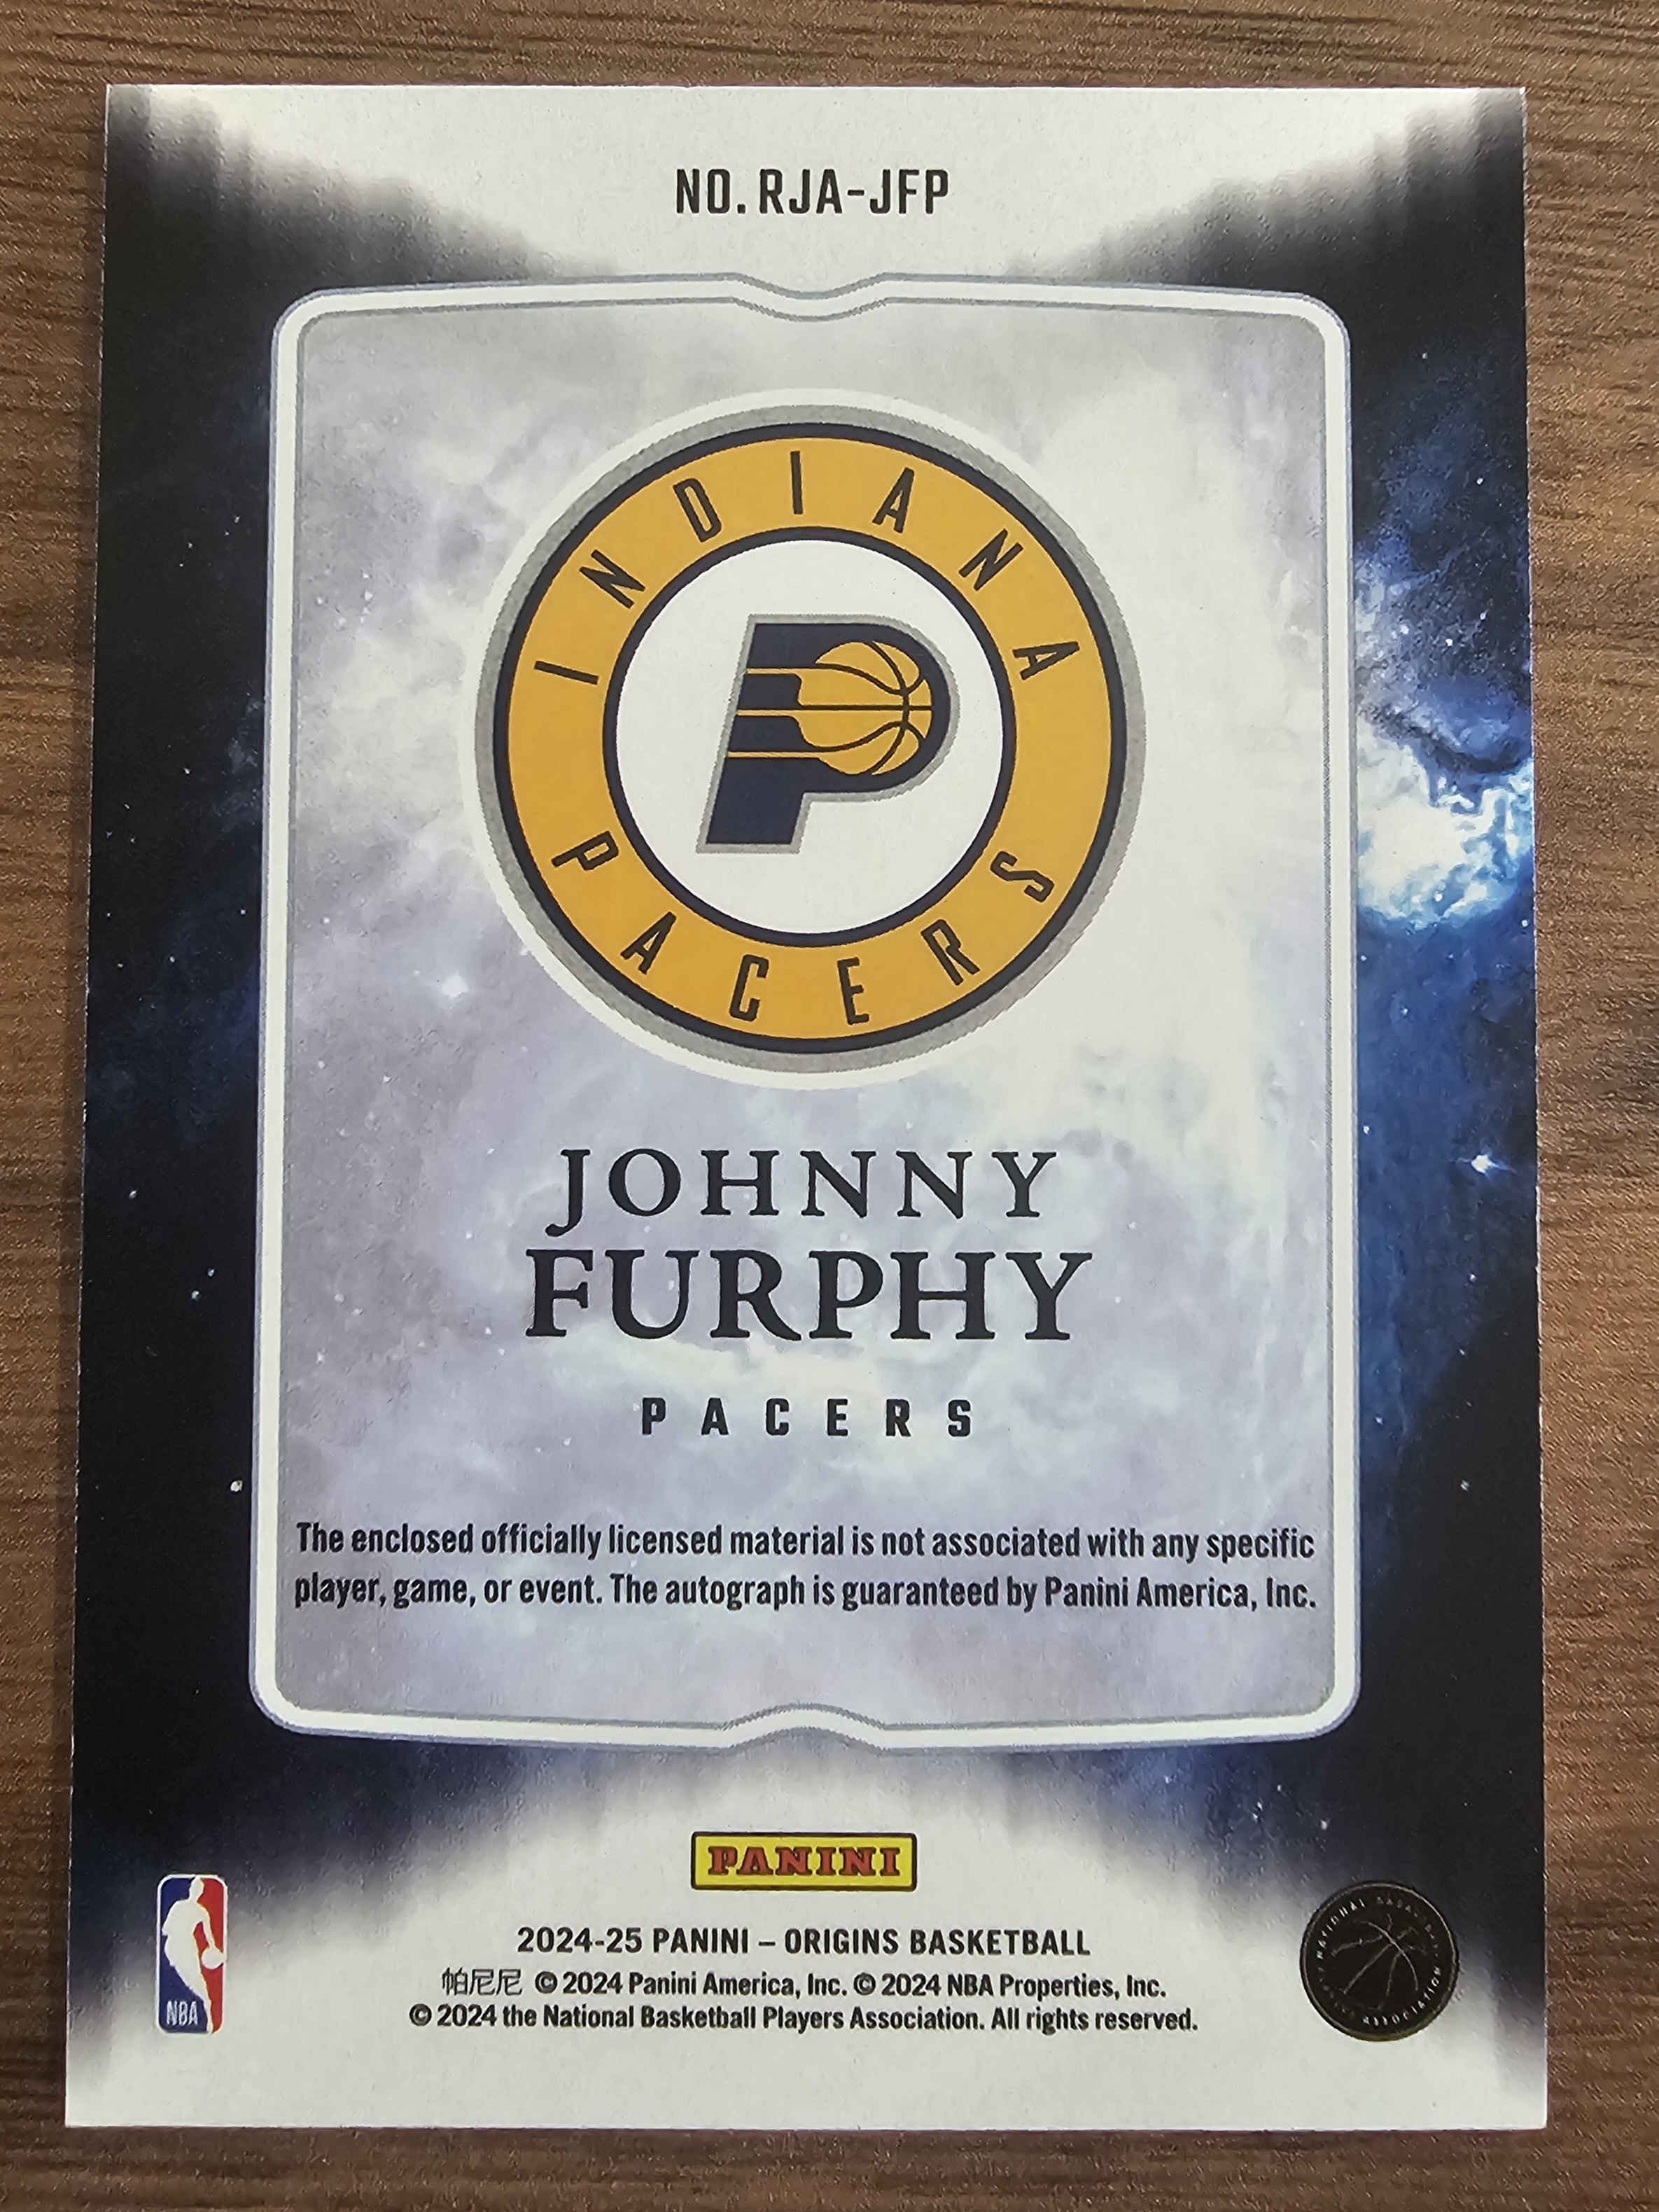 NO. RJA-JFP
INDIANA
PACERS
JOHNNY
FURPHY
PACERS
The enclosed officially licensed material is not associated with any specific
player, game, or event. The autograph is guaranteed by Panini America, Inc.
PANINI
2024-25 PANINI – ORIGINS BASKETBALL
帕尼尼 © 2024 Panini America, Inc. © 2024 NBA Properties, Inc.
© 2024 the National Basketball Players Association. All rights reserved.
NBA
NATIONAL BASKETBALL
ASSOCIATION